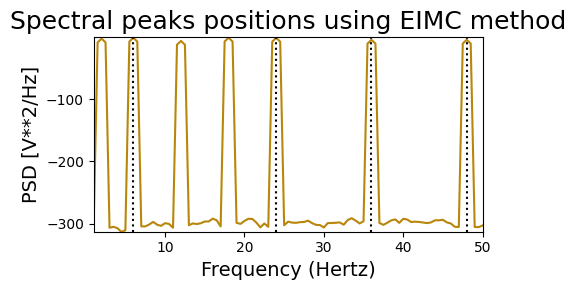 Spectral peaks positions using EIMC method
PSD [V**2/Hz]
−100
−200
−300
10
20
30
40
50
Frequency (Hertz)